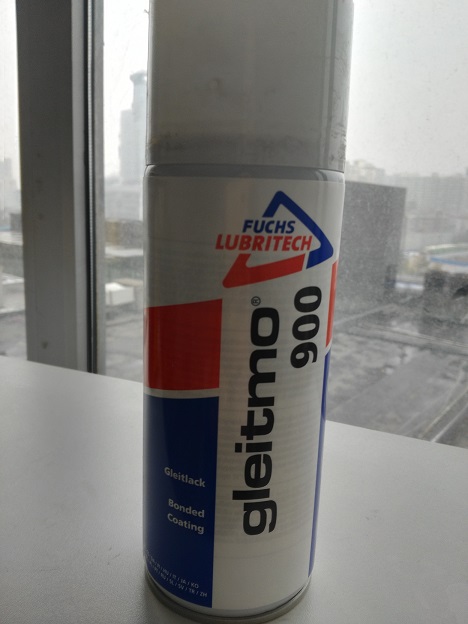 FUCHS
LUBRITECH
gleitmo®
900
Gleitlack
Bonded
Coating